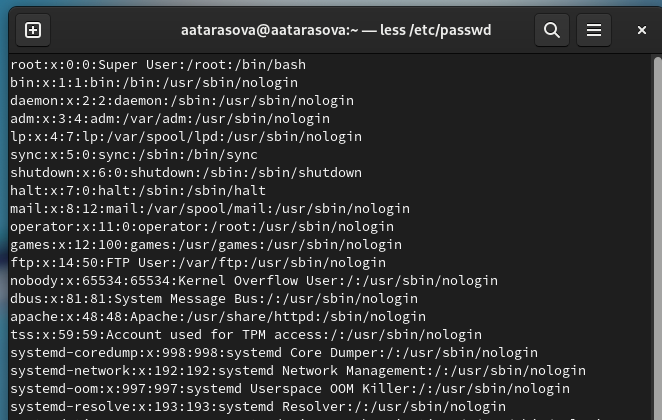 aatarasova@aatarasova:~ — less /etc/passwd
root:x:0:0:Super User:/root:/bin/bash
bin:x:1:1:bin:/bin:/usr/sbin/nologin
daemon:x:2:2:daemon:/sbin:/usr/sbin/nologin
adm:x:3:4:adm:/var/adm:/usr/sbin/nologin
lp:x:4:7:lp:/var/spool/lpd:/usr/sbin/nologin
sync:x:5:0:sync:/sbin:/bin/sync
shutdown:x:6:0:shutdown:/sbin:/sbin/shutdown
halt:x:7:0:halt:/sbin:/sbin/halt
mail:x:8:12:mail:/var/spool/mail:/usr/sbin/nologin
operator:x:11:0:operator:/root:/usr/sbin/nologin
games:x:12:100:games:/usr/games:/usr/sbin/nologin
ftp:x:14:50:FTP User:/var/ftp:/usr/sbin/nologin
nobody:x:65534:65534:Kernel Overflow User:/:/usr/sbin/nologin
dbus:x:81:81:System Message Bus:/:/usr/sbin/nologin
apache:x:48:48:Apache:/usr/share/httpd:/sbin/nologin
tss:x:59:59:Account used for TPM access:/:/usr/sbin/nologin
systemd-coredump:x:998:998:systemd Core Dumper:/:/usr/sbin/nologin
systemd-network:x:192:192:systemd Network Management:/:/usr/sbin/nologin
systemd-oom:x:997:997:systemd Userspace OOM Killer:/:/usr/sbin/nologin
systemd-resolve:x:193:193:systemd Resolver:/:/usr/sbin/nologin